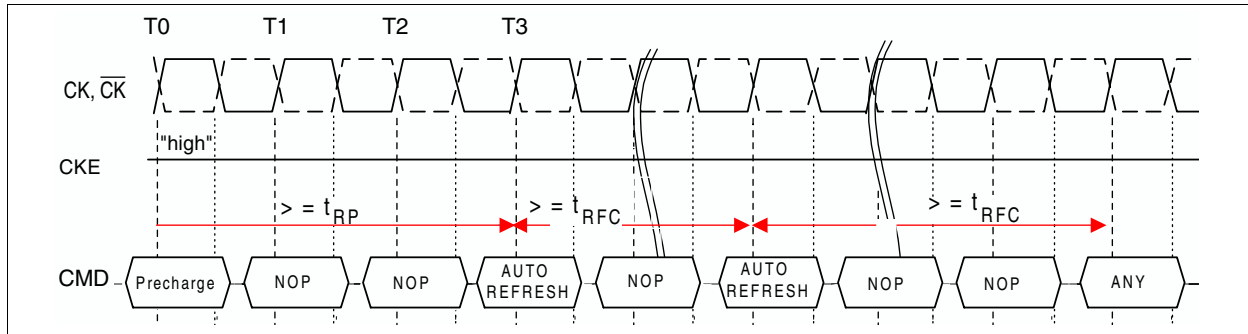 T0 T1 T2 T3
CK, CK
"high"
CKE
> = tRP > = tRFC > = tRFC
CMD Precharge NOP NOP AUTO REFRESH NOP AUTO REFRESH NOP NOP ANY